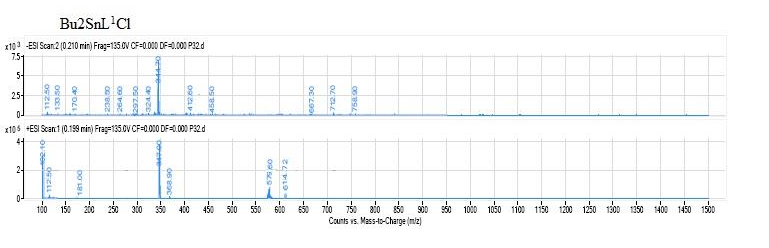 Bu2SnL¹Cl
x10 3 -ESI Scan:2 (0.210 min) Frag=135.0V CF=0.000 DF=0.000 P32.d
7.5
5
2.5
0
112.50 133.50 170.40 238.50 264.60 297.50 324.40 344.70 412.60 458.50 667.30 712.70 758.90
+ESI Scan:1 (0.199 min) Frag=135.0V CF=0.000 DF=0.000 P32.d
4
2
0
112.50 181.00 347.00 368.90 579.60 614.72
100 150 200 250 300 350 400 450 500 550 600 650 700 750 800 850 900 950 1000 1050 1100 1150 1200 1250 1300 1350 1400 1450 1500
Counts vs. Mass-to-Charge (m/z)